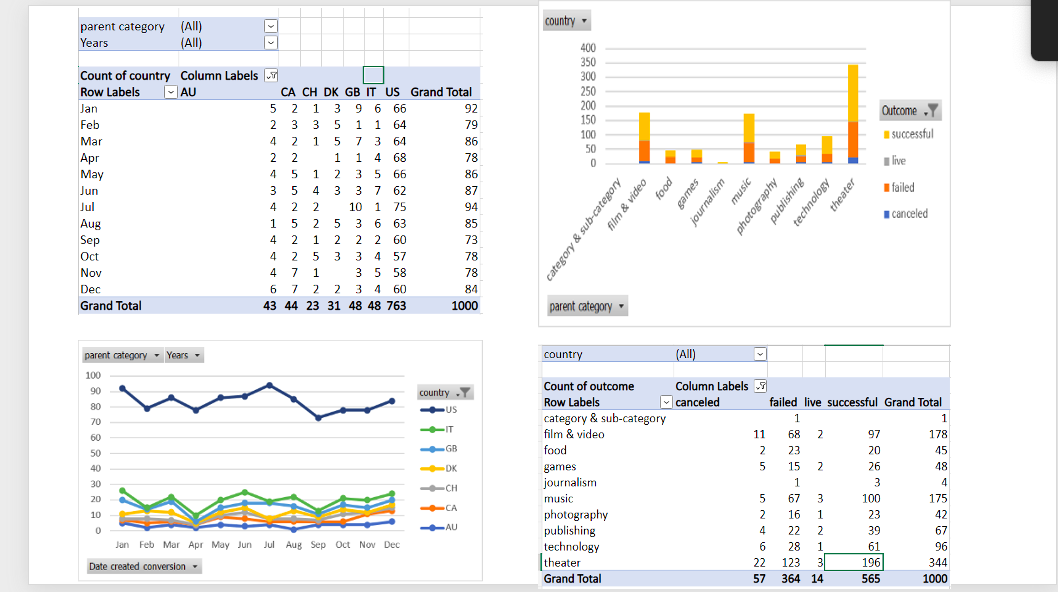 parent category (All)
Years (All)
Count of country Column Labels
Row Labels AU CA CH DK GB IT US Grand Total
Jan 5 2 1 3 9 6 66 92
Feb 2 3 3 5 1 1 64 79
Mar 4 2 1 5 7 3 64 86
Apr 2 2 1 1 4 68 78
May 4 5 1 2 3 5 66 86
Jun 3 5 4 3 3 7 62 87
Jul 4 2 2 10 1 75 94
Aug 1 5 2 5 3 6 63 85
Sep 4 2 1 2 2 2 60 73
Oct 4 2 5 3 3 4 57 78
Nov 4 7 1 3 5 58 78
Dec 6 7 2 2 3 4 60 84
Grand Total 43 44 23 31 48 48 763 1000
country
400
350
300
250
200
150
100
50
0
category & sub-category
film & video
food
games
journalism
music
photography
publishing
technology
theater
Outcome
successful
live
failed
canceled
parent category
parent category Years
100
90
80
70
60
50
40
30
20
10
0
Jan Feb Mar Apr May Jun Jul Aug Sep Oct Nov Dec
country
US
IT
GB
DK
CH
CA
AU
Date created conversion
country (All)
Count of outcome Column Labels
Row Labels canceled failed live successful Grand Total
category & sub-category 1 1
film & video 11 68 2 97 178
food 2 23 20 45
games 5 15 2 26 48
journalism 1 3 4
music 5 67 3 100 175
photography 2 16 1 23 42
publishing 4 22 2 39 67
technology 6 28 1 61 96
theater 22 123 3 196 344
Grand Total 57 364 14 565 1000